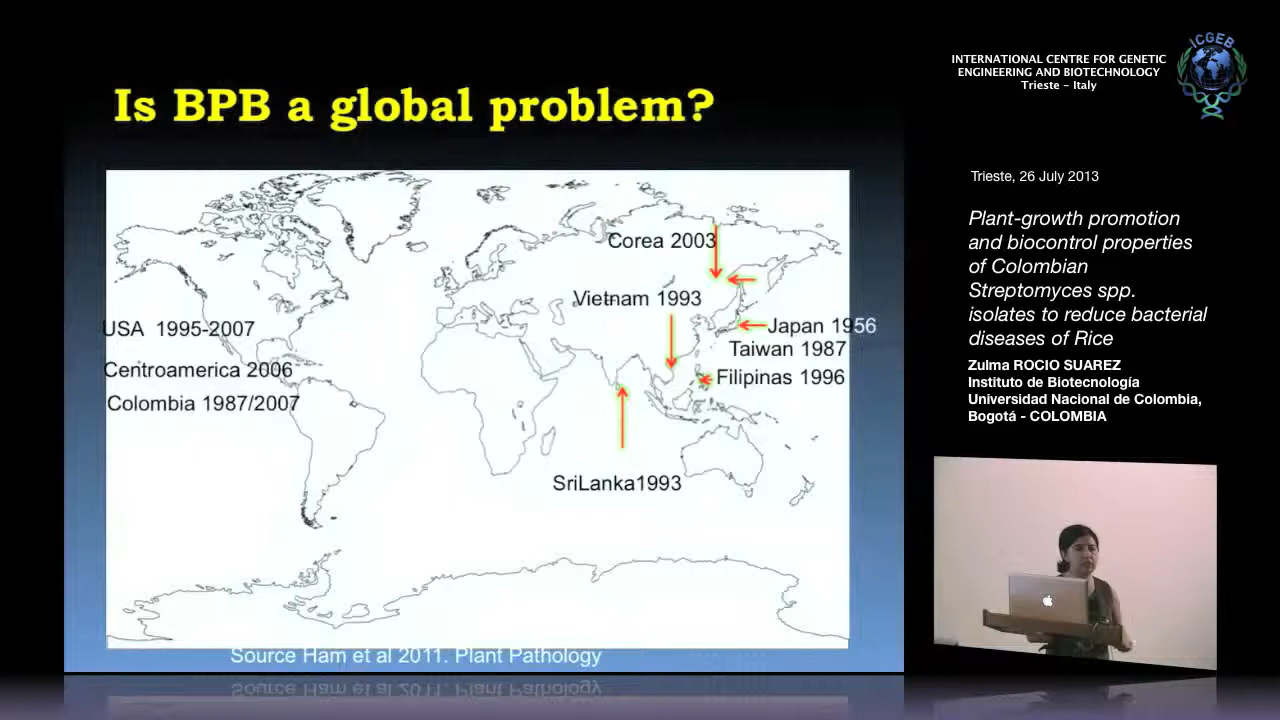 Is BPB a global problem?
Corea 2003
Vietnam 1993
USA 1995-2007
Japan 1956
Taiwan 1987
Centroamerica 2006
Filipinas 1996
Colombia 1987/2007
SriLanka1993
Source Ham et al 2011. Plant Pathology
INTERNATIONAL CENTRE FOR GENETIC
ENGINEERING AND BIOTECHNOLOGY
Trieste - Italy
ICGEB
Trieste, 26 July 2013
Plant-growth promotion
and biocontrol properties
of Colombian
Streptomyces spp.
isolates to reduce bacterial
diseases of Rice
Zulma ROCIO SUAREZ
Instituto de Biotecnología
Universidad Nacional de Colombia,
Bogotá - COLOMBIA